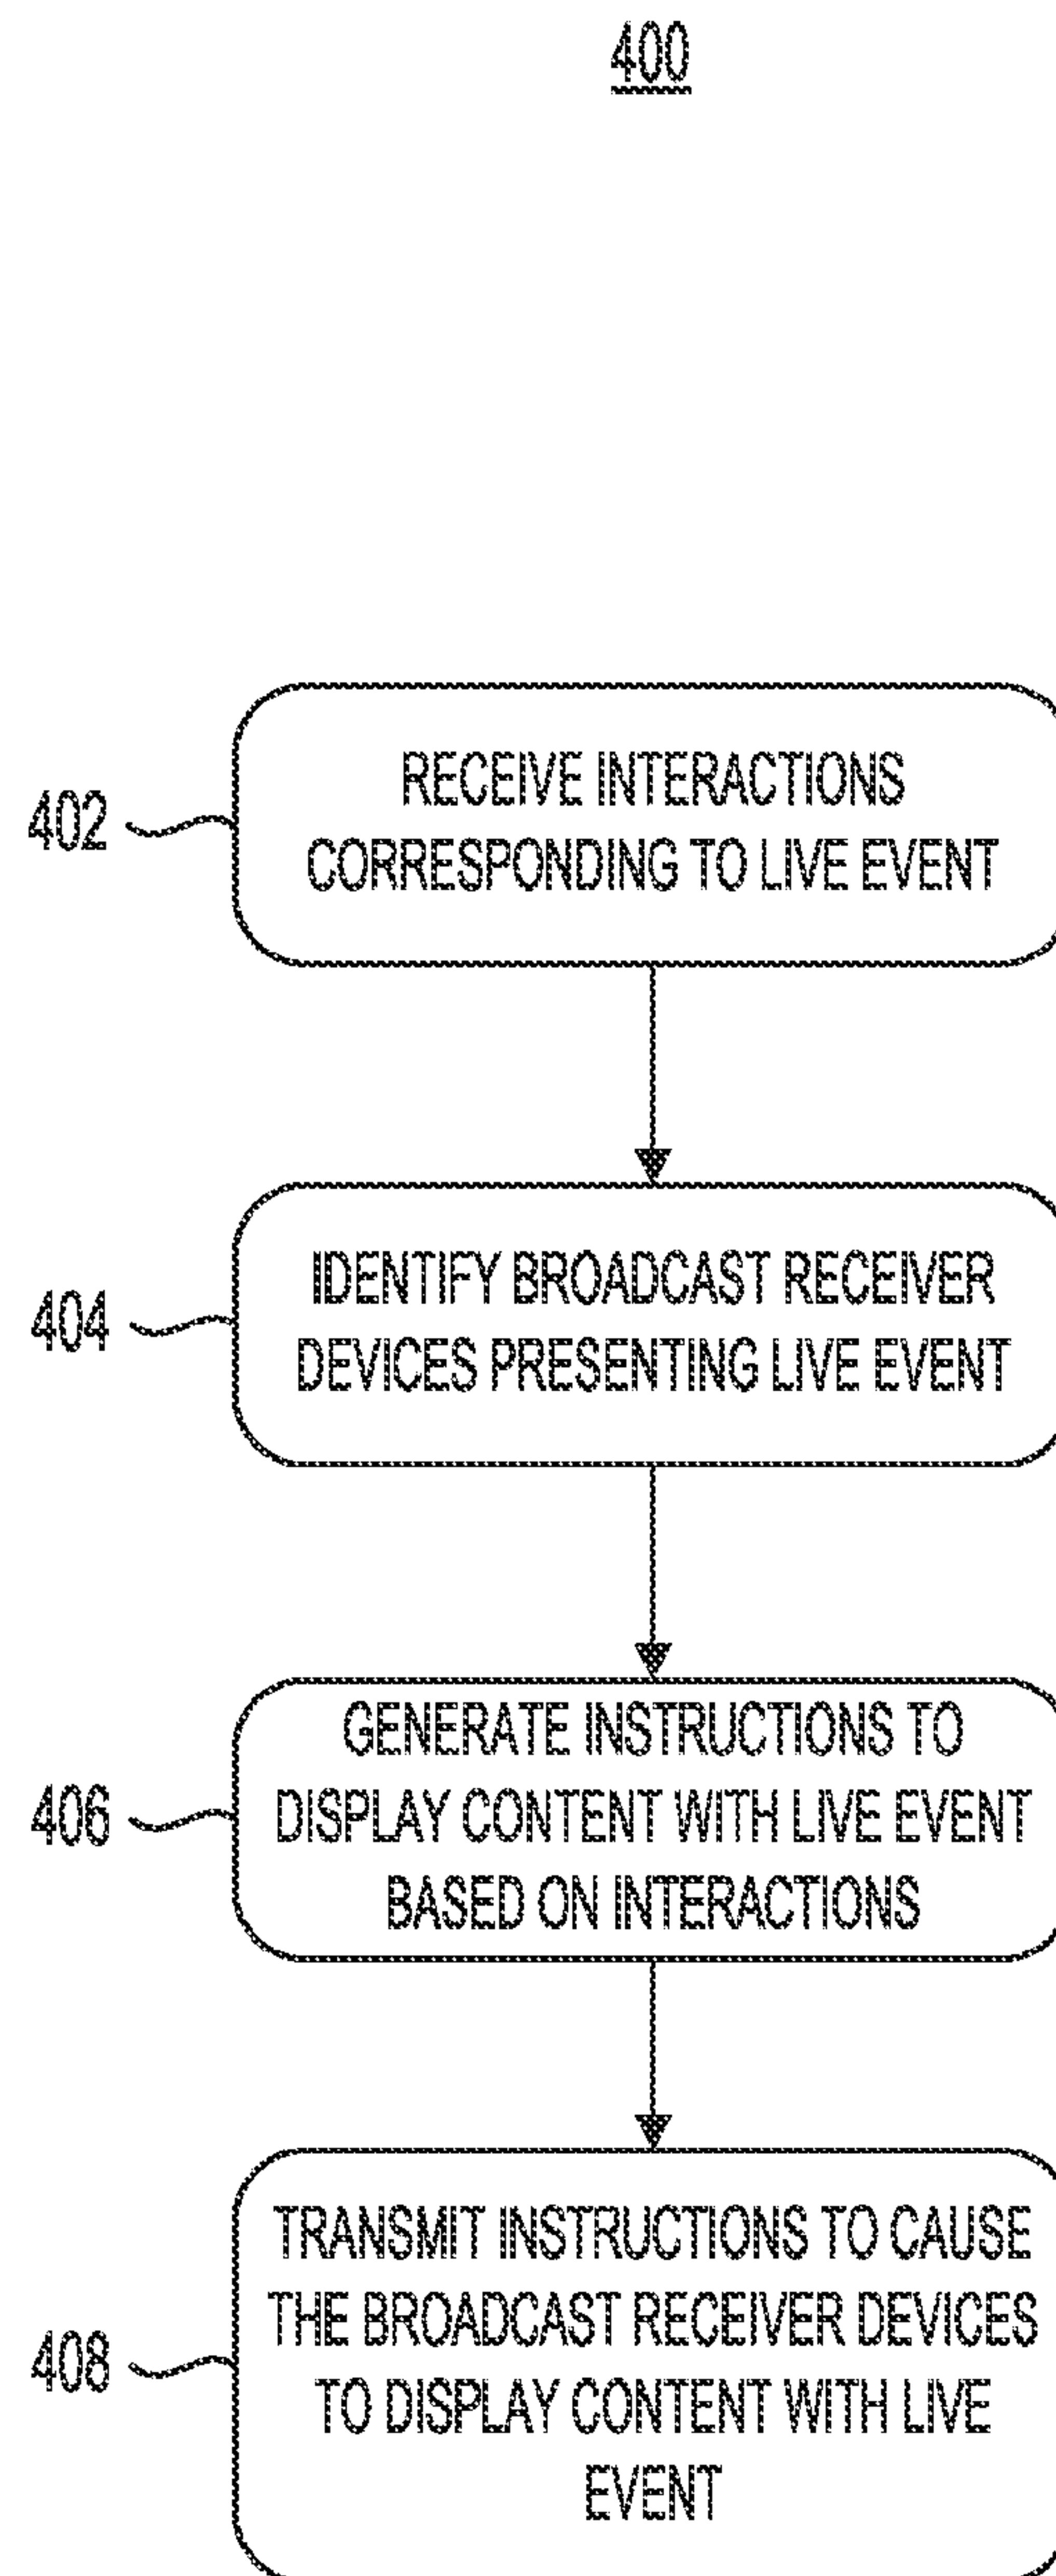 400
RECEIVE INTERACTIONS
CORRESPONDING TO LIVE EVENT
402
IDENTIFY BROADCAST RECEIVER
DEVICES PRESENTING LIVE EVENT
404
GENERATE INSTRUCTIONS TO
DISPLAY CONTENT WITH LIVE EVENT
BASED ON INTERACTIONS
406
TRANSMIT INSTRUCTIONS TO CAUSE
THE BROADCAST RECEIVER DEVICES
TO DISPLAY CONTENT WITH LIVE
EVENT
408